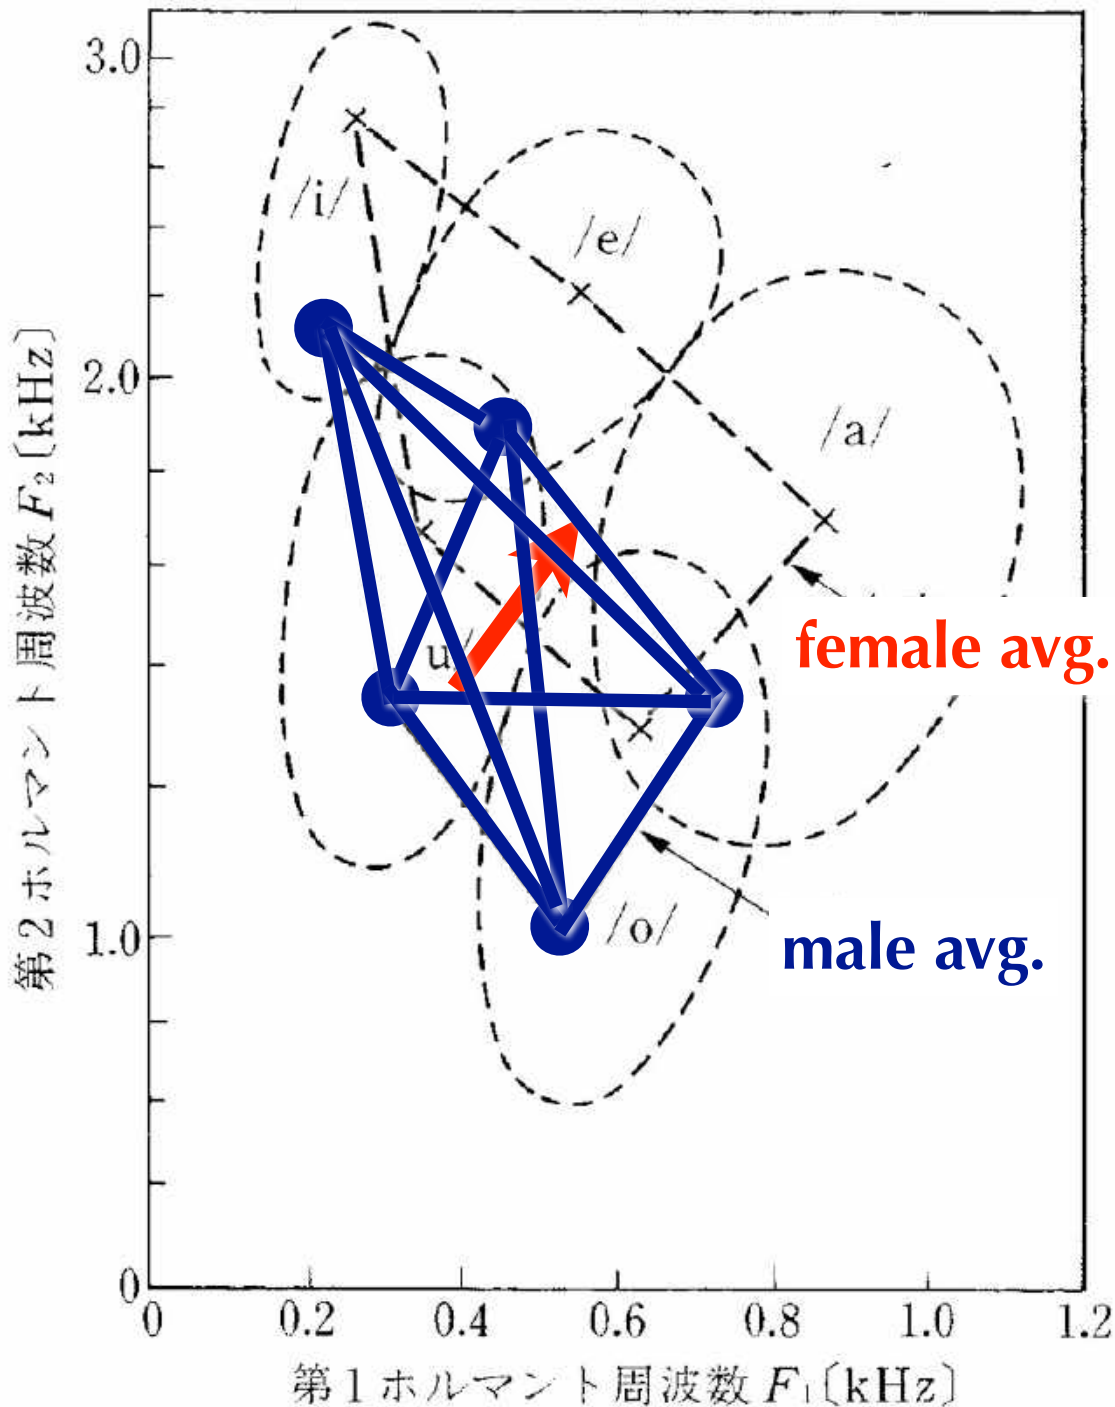 3.0
/i/
/e/
2.0
/a/
u/
female avg.
1.0
/o/
male avg.
0
0 0.2 0.4 0.6 0.8 1.0 1.2
第2ホルマント周波数 F₂〔kHz〕
第1ホルマント周波数 F₁〔kHz〕